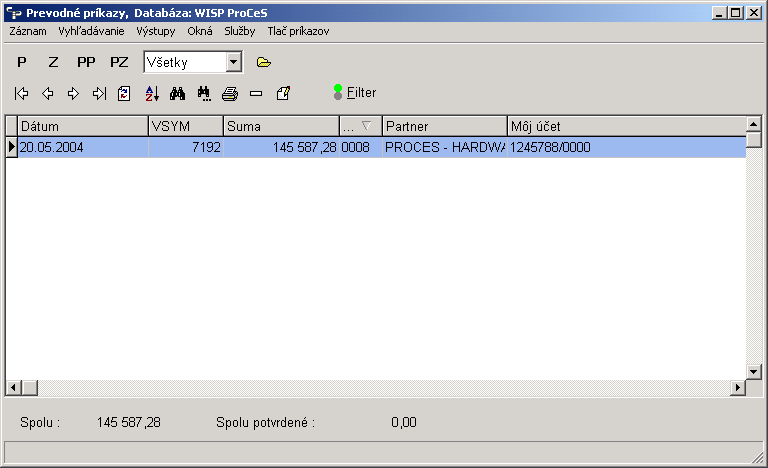 Prevodné príkazy, Databáza: WISP ProCeS
Záznam Vyhľadávanie Výstupy Okná Služby Tlač príkazov
P Z PP PZ Všetky
Filter
Dátum VSYM Suma ... Partner Môj účet
20.05.2004 7192 145 587,28 0008 PROCES - HARDWA 1245788/0000
Spolu : 145 587,28 Spolu potvrdené : 0,00